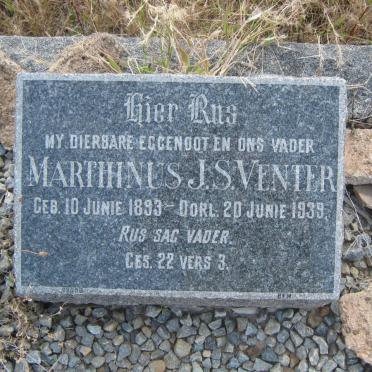 Hier Rus
MY DIERBARE EGGENOOT EN ONS VADER
MARTHINUS J.S. VENTER
GEB. 10 JUNIE 1893 - OORL. 20 JUNIE 1939.
RUS SAG VADER.
GES. 22 VERS 3.